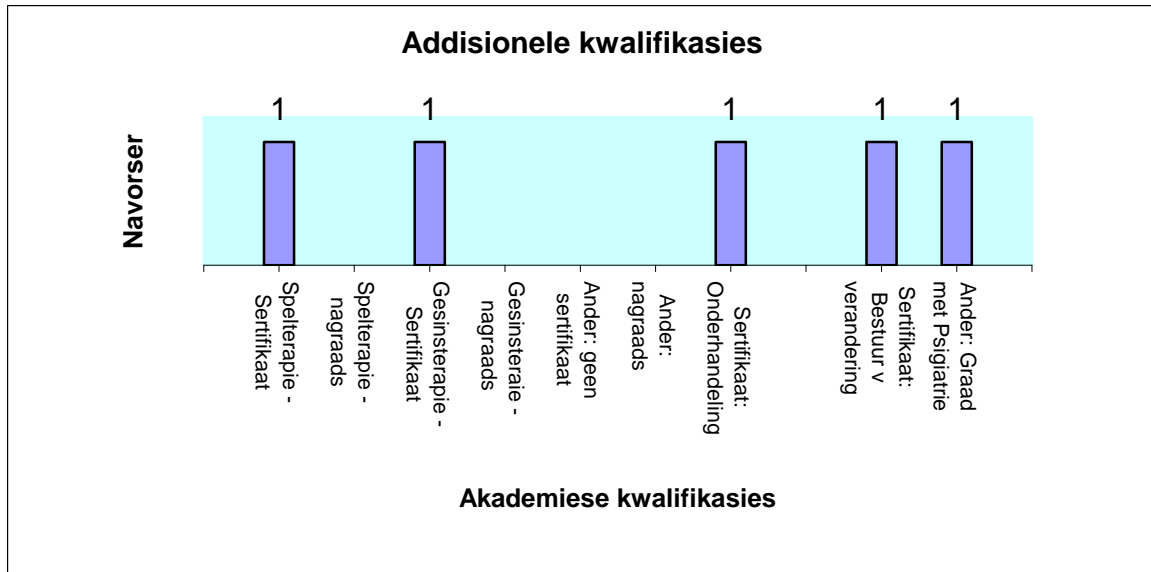 Addisionele kwalifikasies
1 1 1 1 1
Navorser
Spelterapie -
Sertifikaat
Spelterapie -
nagraads
Gesinsterapie -
Sertifikaat
Gesinsteraie -
nagraads
Ander: geen
sertifikaat
Ander:
nagraads
Sertifikaat:
Onderhandeling
Sertifikaat:
Bestuur v
verandering
Ander: Graad
met Psigiatrie
Akademiese kwalifikasies